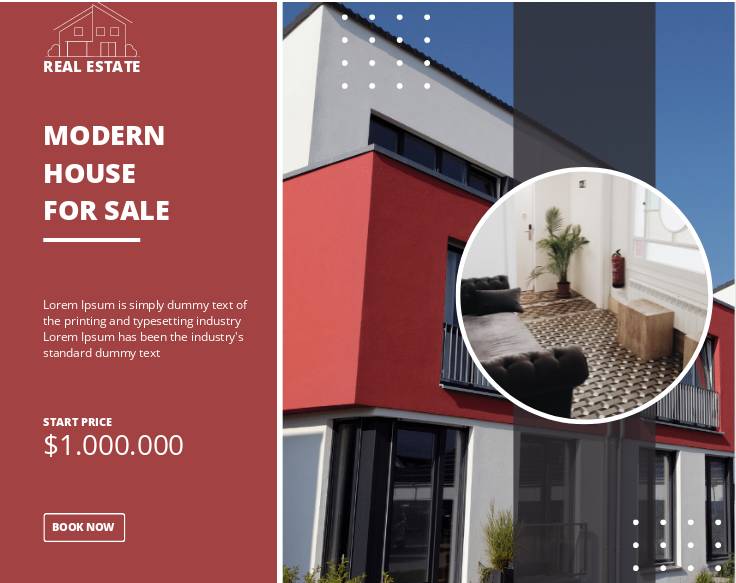 REAL ESTATE
MODERN
HOUSE
FOR SALE
Lorem Ipsum is simply dummy text of
the printing and typesetting industry
Lorem Ipsum has been the industry's
standard dummy text
START PRICE
$1.000.000
BOOK NOW